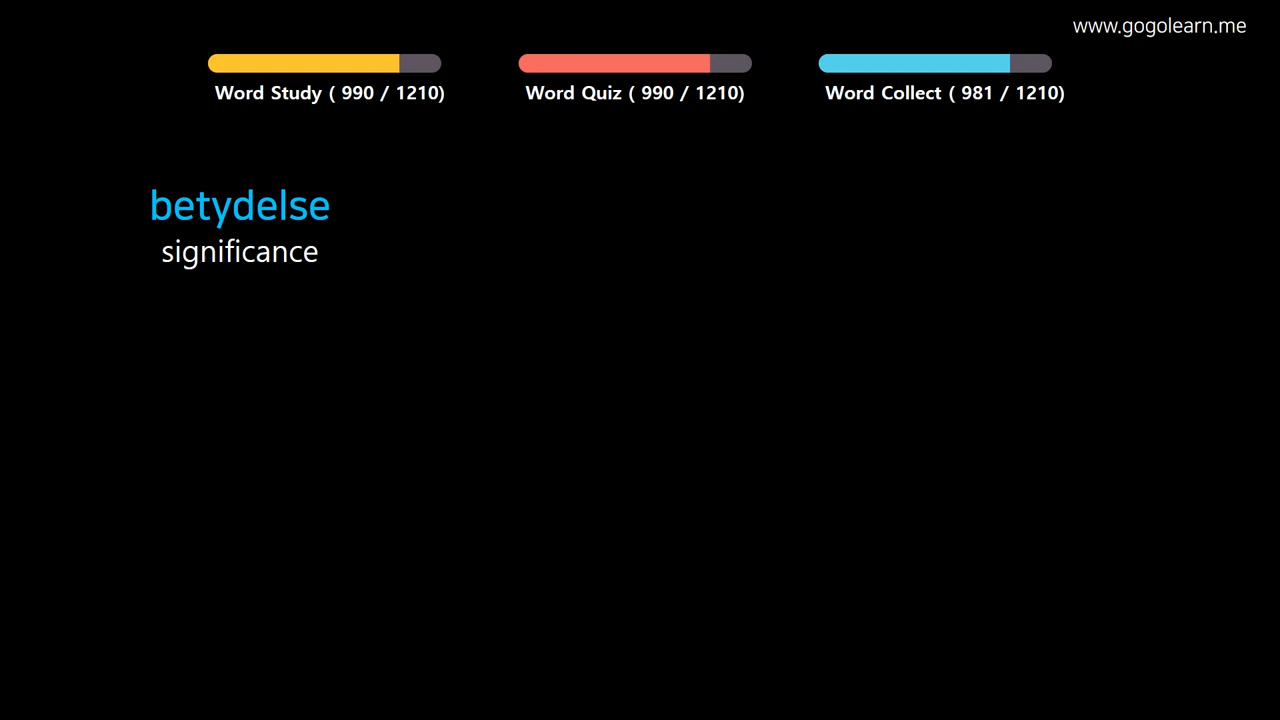 www.gogolearn.me
Word Study ( 990 / 1210)
Word Quiz ( 990 / 1210)
Word Collect ( 981 / 1210)
betydelse
significance